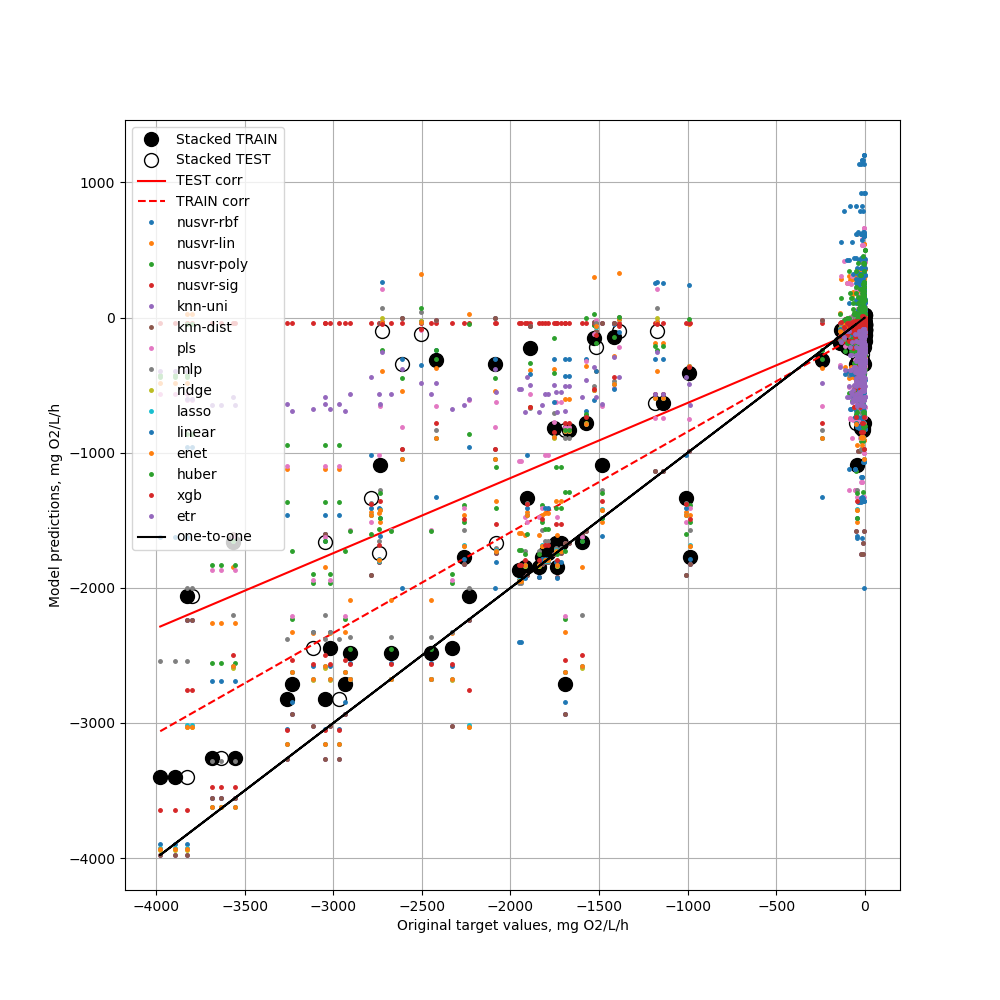 1000
0
−1000
−2000
−3000
−4000
Model predictions, mg O2/L/h
Stacked TRAIN
Stacked TEST
TEST corr
TRAIN corr
nusvr-rbf
nusvr-lin
nusvr-poly
nusvr-sig
knn-uni
knn-dist
pls
mlp
ridge
lasso
linear
enet
huber
xgb
etr
one-to-one
−4000 −3500 −3000 −2500 −2000 −1500 −1000 −500 0
Original target values, mg O2/L/h